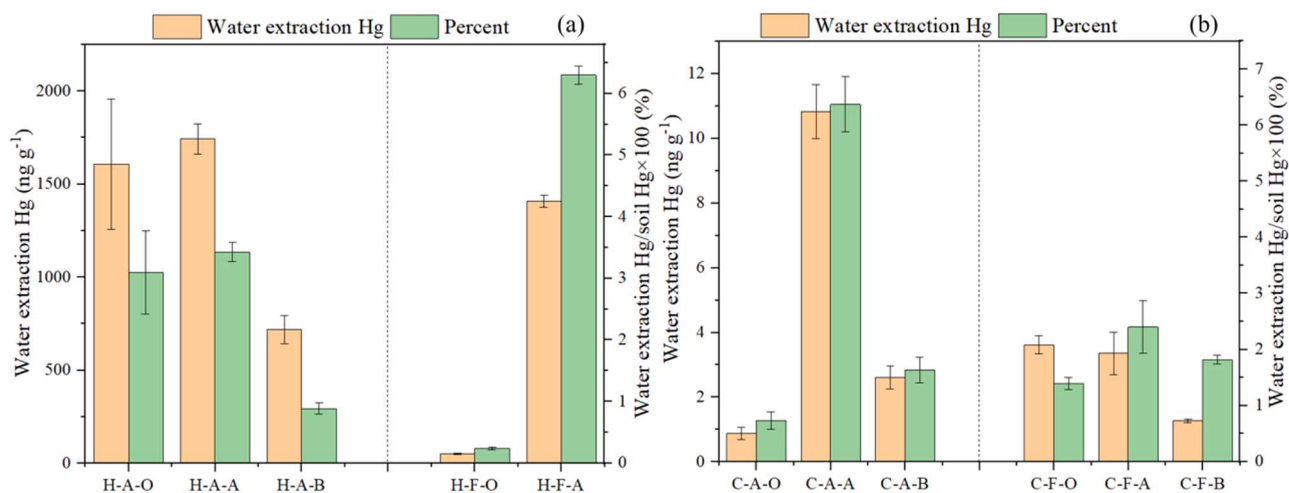 Water extraction Hg Percent
(a)
Water extraction Hg (ng g⁻¹)
2000
1500
1000
500
0
Water extraction Hg/soil Hg×100 (%)
6
5
4
3
2
1
0
H-A-O H-A-A H-A-B H-F-O H-F-A
Water extraction Hg Percent
(b)
Water extraction Hg (ng g⁻¹)
12
10
8
6
4
2
0
Water extraction Hg/soil Hg×100 (%)
7
6
5
4
3
2
1
0
C-A-O C-A-A C-A-B C-F-O C-F-A C-F-B